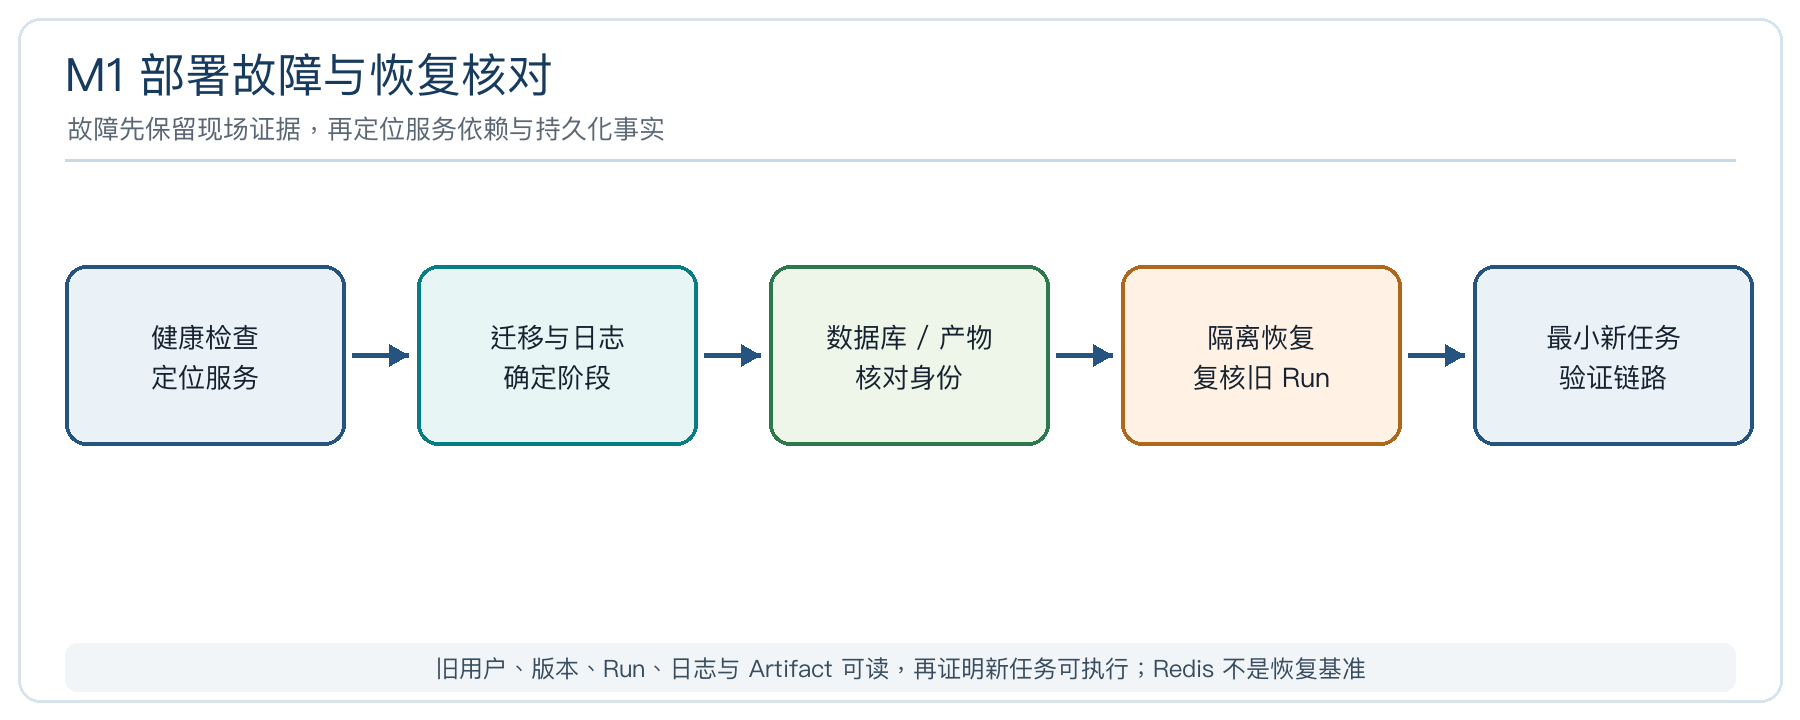 M1 部署故障与恢复核对
故障先保留现场证据，再定位服务依赖与持久化事实
健康检查
定位服务
迁移与日志
确定阶段
数据库 / 产物
核对身份
隔离恢复
复核旧 Run
最小新任务
验证链路
旧用户、版本、Run、日志与 Artifact 可读，再证明新任务可执行；Redis 不是恢复基准